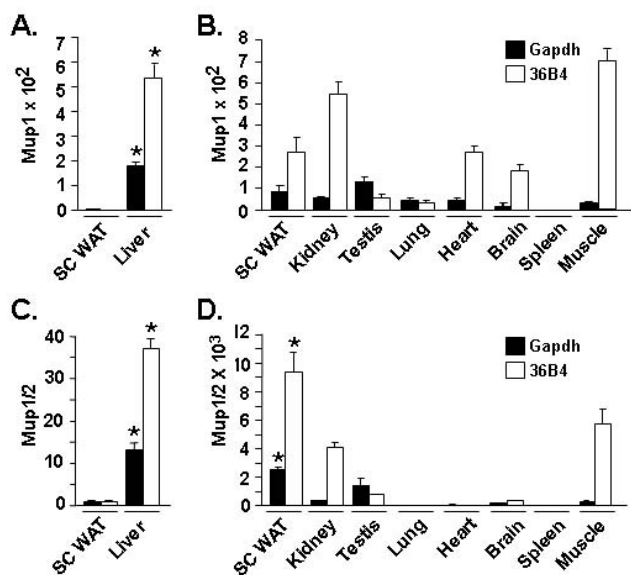 A.
Mup1 x 10²
7
6
5
4
3
2
1
0
*
*
SC WAT
Liver
B.
Mup1 x 10²
8
7
6
5
4
3
2
1
0
Gapdh
36B4
SC WAT
Kidney
Testis
Lung
Heart
Brain
Spleen
Muscle
C.
Mup1/2
40
30
20
10
0
*
*
SC WAT
Liver
D.
Mup1/2 X 10³
12
10
8
6
4
2
0
*
*
Gapdh
36B4
SC WAT
Kidney
Testis
Lung
Heart
Brain
Spleen
Muscle